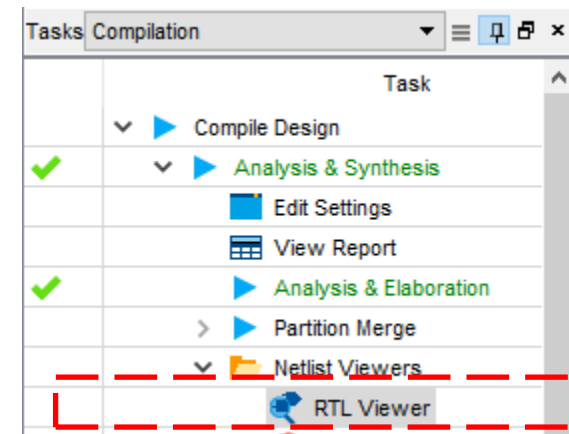 Tasks Compilation
Task
Compile Design
Analysis & Synthesis
Edit Settings
View Report
Analysis & Elaboration
Partition Merge
Netlist Viewers
RTL Viewer